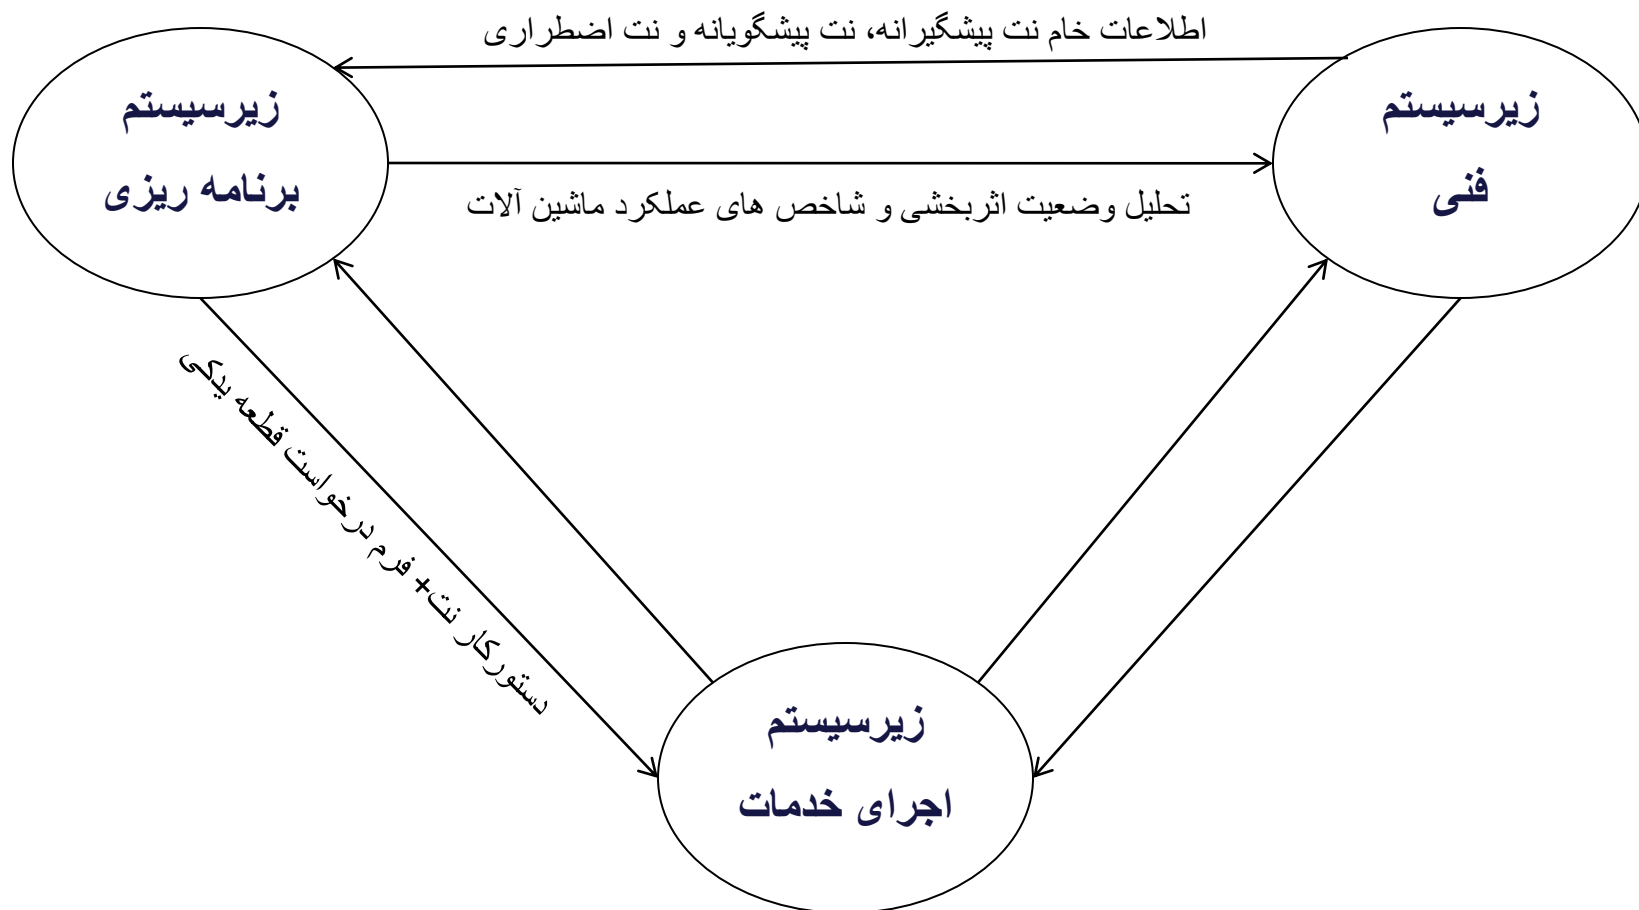 اطلاعات خام نت پیشگیرانه، نت پیشگویانه و نت اضطراری
زیرسیستم
فنی
زیرسیستم
برنامه ریزی
تحلیل وضعیت اثربخشی و شاخص های عملکرد ماشین آلات
دستورکار نت+ فرم درخواست قطعه یدکی
زیرسیستم
اجرای خدمات